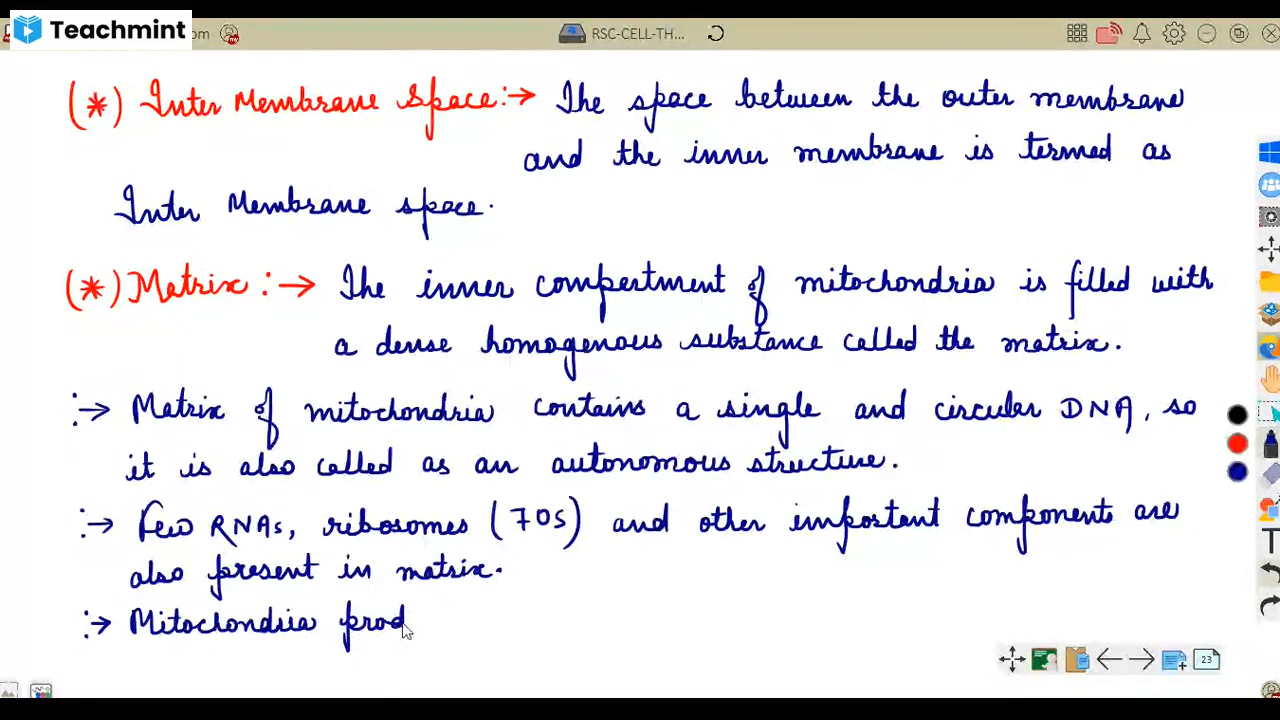 Teachmint
om
RSC-CELL-TH...
(*) Inter Membrane Space :→ The space between the outer membrane
and the inner membrane is termed as
Inter Membrane space.
(*) Matrix :→ The inner compartment of mitochondria is filled with
a dense homogenous substance called the matrix.
:→ Matrix of mitochondria contains a single and circular DNA, so
it is also called as an autonomous structure.
:→ Few RNAs, ribosomes (70S) and other important components are
also present in matrix.
:→ Mitochondria prod
23